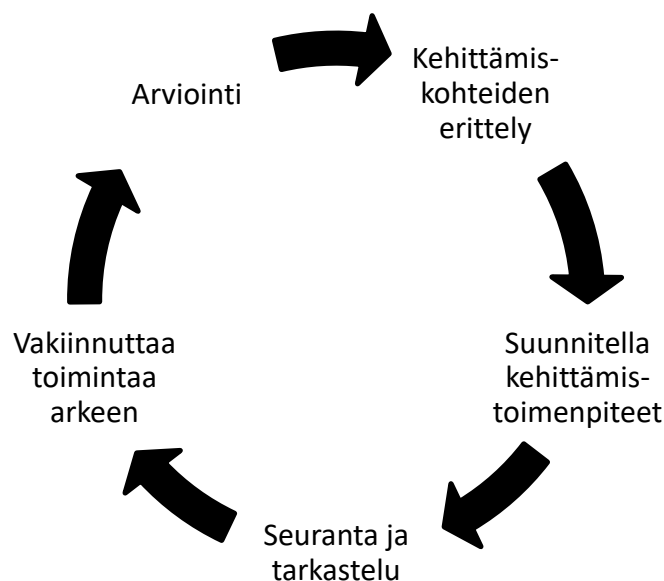 Arviointi
Kehittämis-
kohteiden
erittely
Suunnitella
kehittämis-
toimenpiteet
Seuranta ja
tarkastelu
Vakiinnuttaa
toimintaa
arkeen